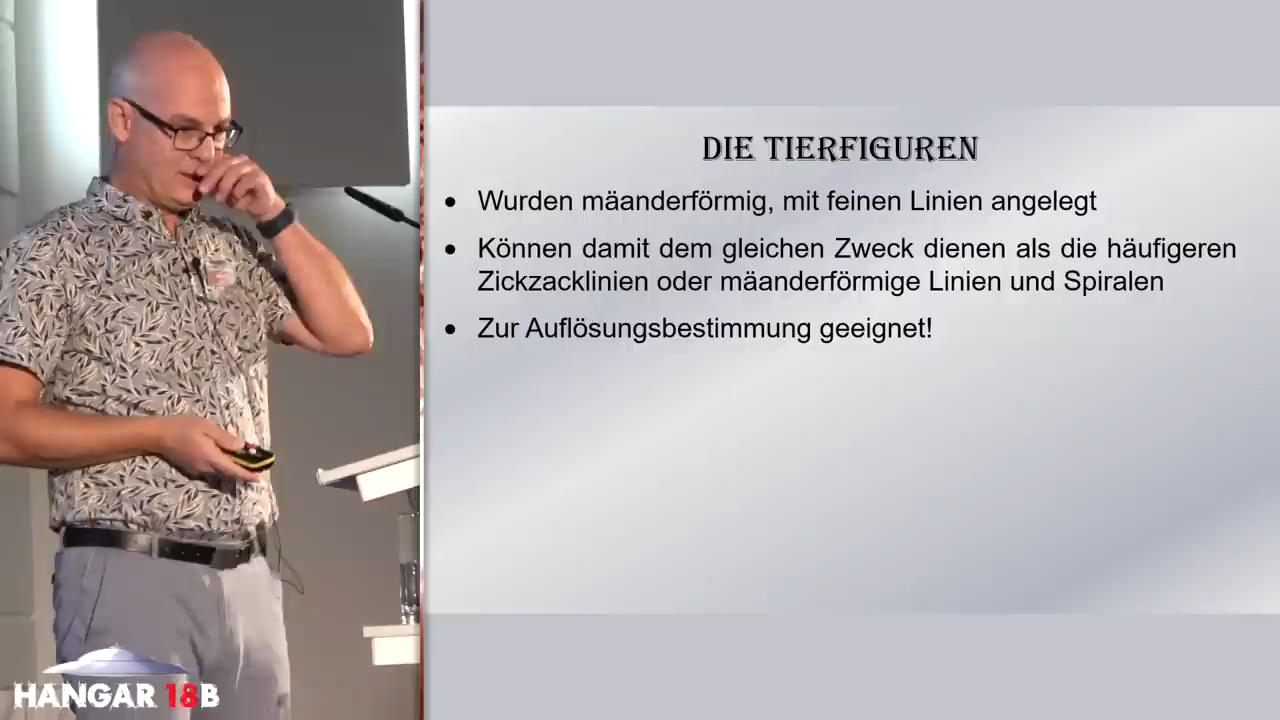 DIE TIERFIGUREN
• Wurden mäanderförmig, mit feinen Linien angelegt
• Können damit dem gleichen Zweck dienen als die häufigeren
Zickzacklinien oder mäanderförmige Linien und Spiralen
• Zur Auflösungsbestimmung geeignet!
HANGAR 18B